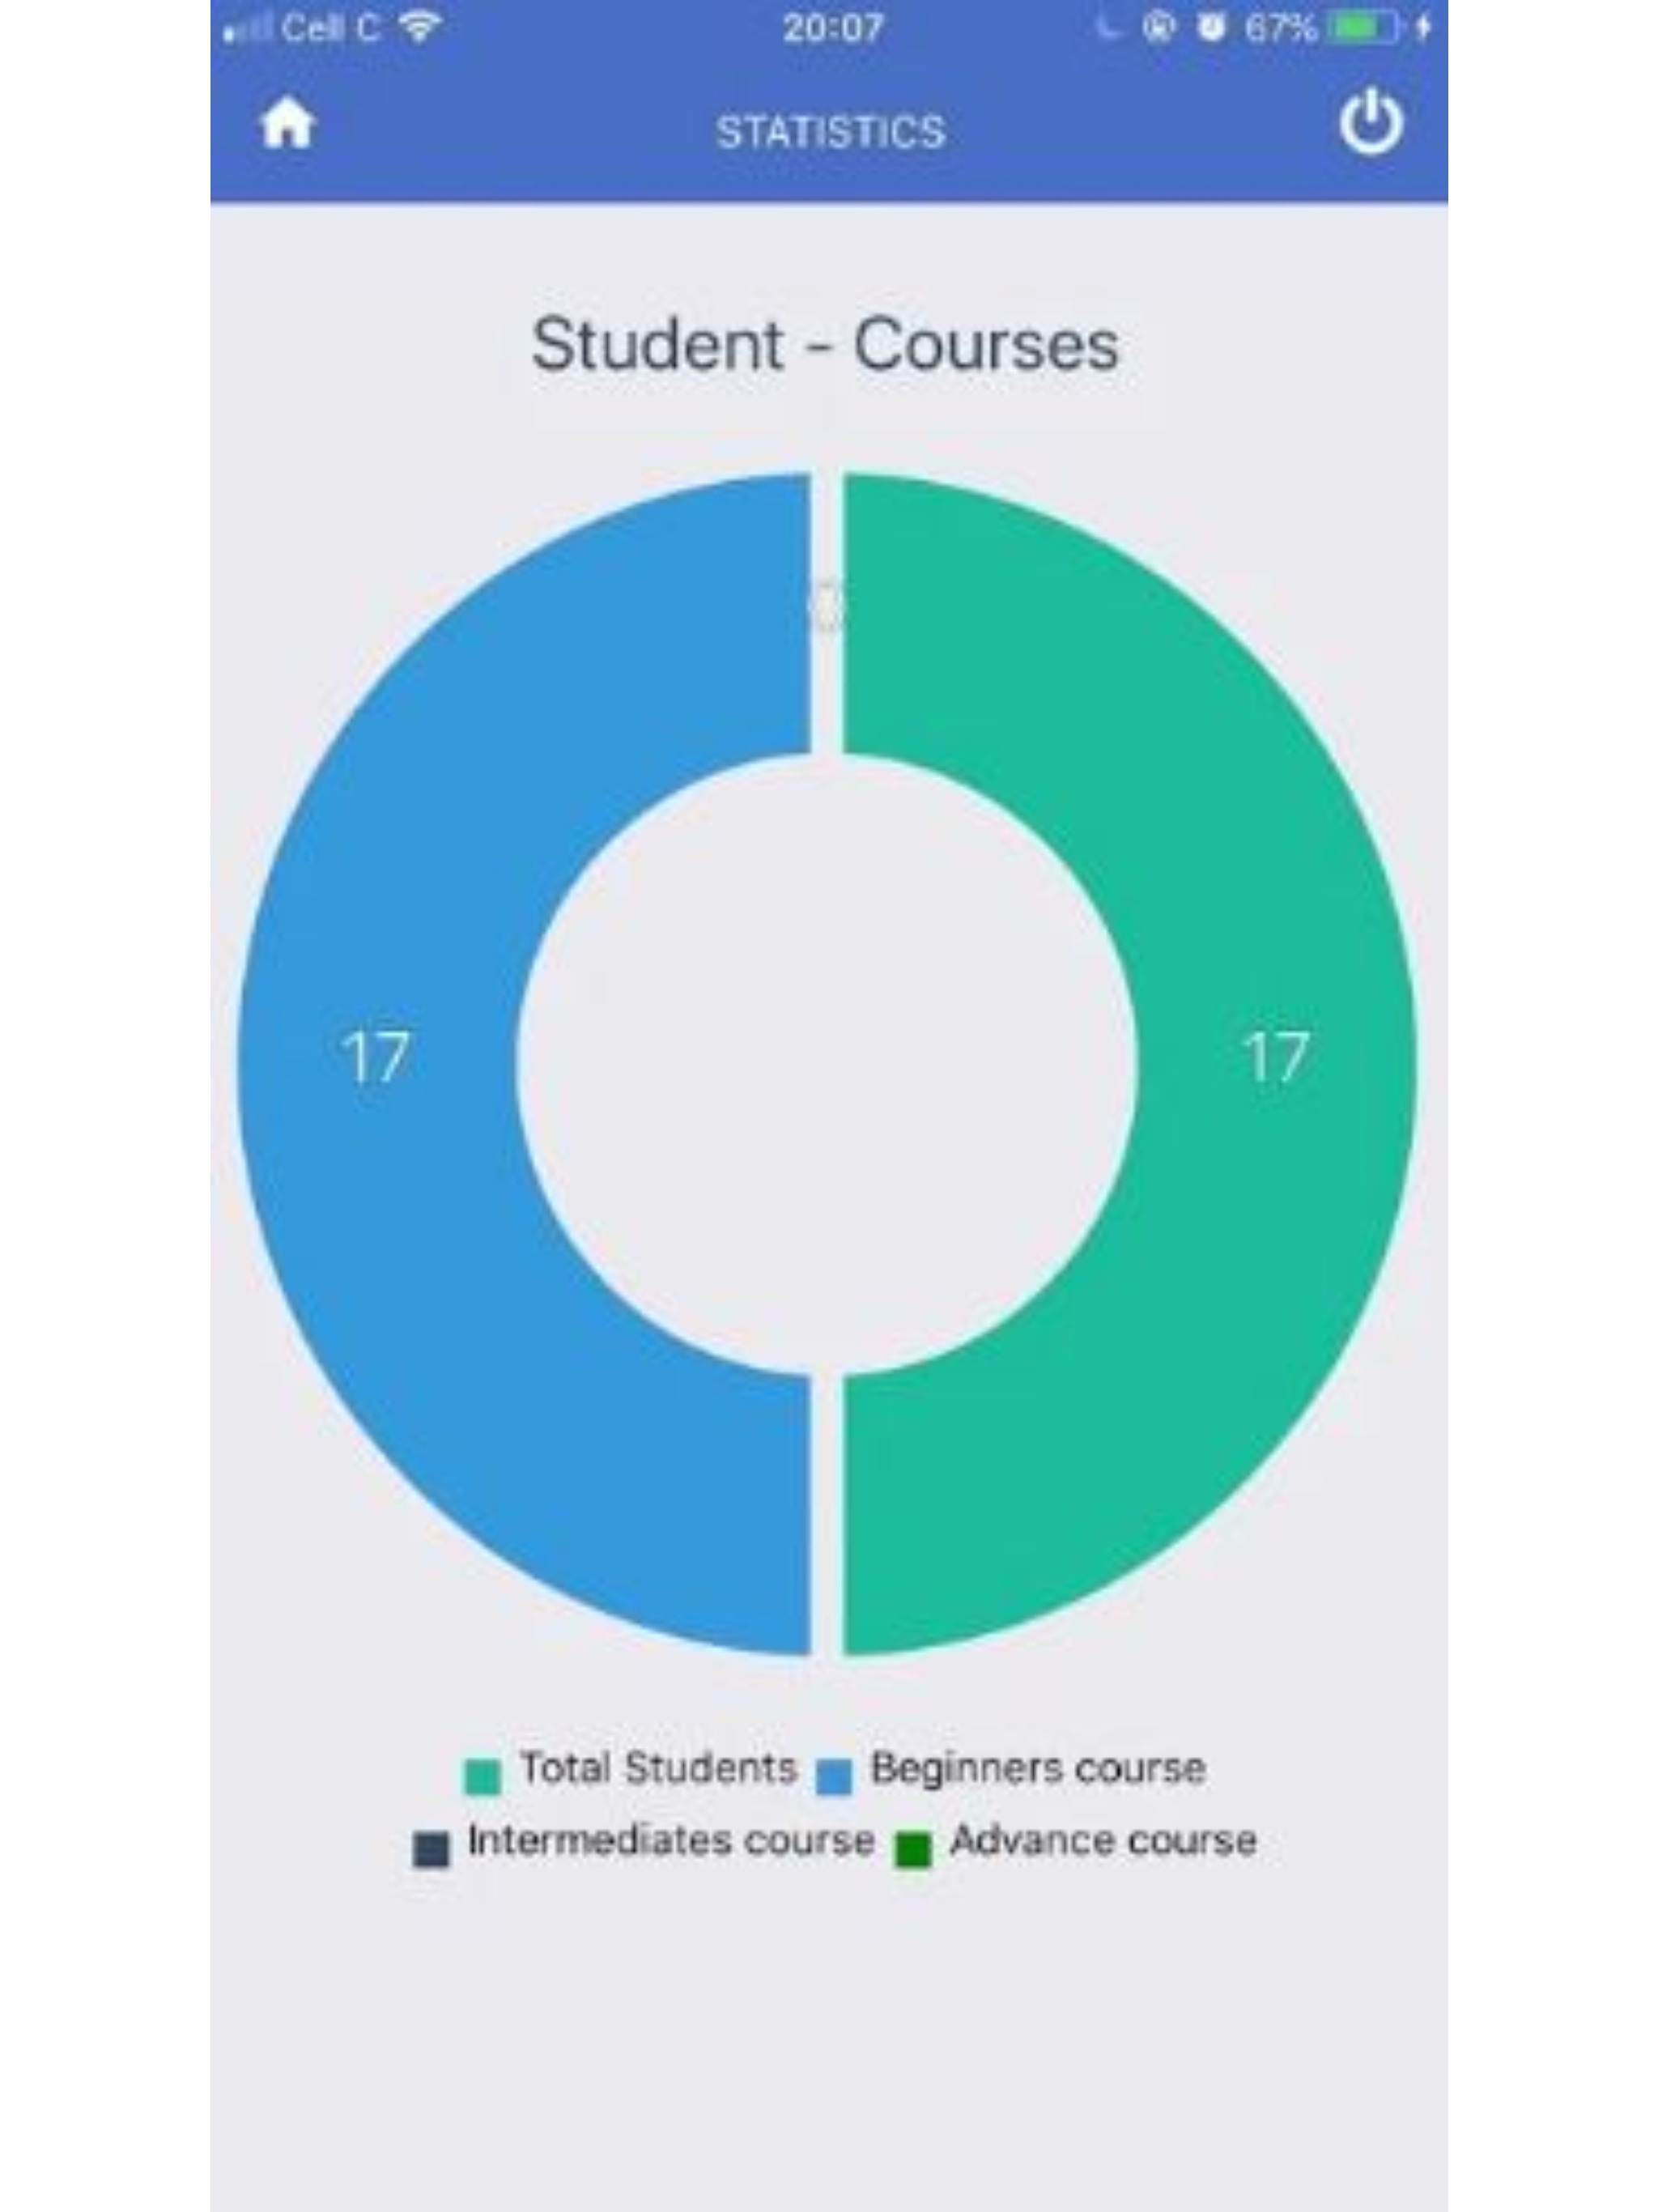 Cell C 20:07 67%
STATISTICS
Student - Courses
17 17
Total Students Beginners course
Intermediates course Advance course